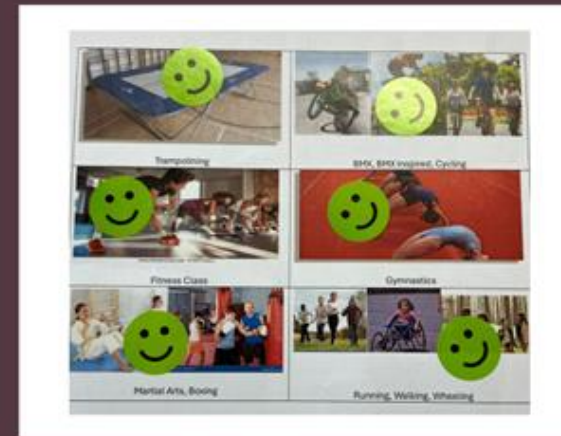 Trampolining
BMX, BMX inspired, Cycling
Fitness Class
Gymnastics
Martial Arts, Boxing
Running, Walking, Wheeling